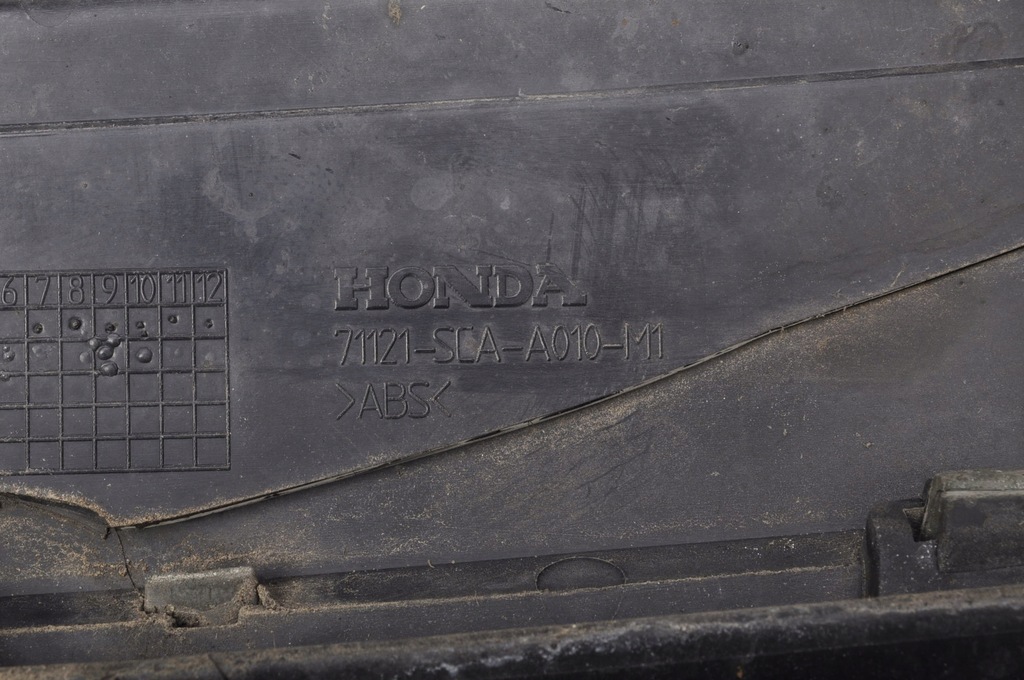 6 7 8 9 10 11 12
HONDA
71121-SCA-A010-M1
>ABS<